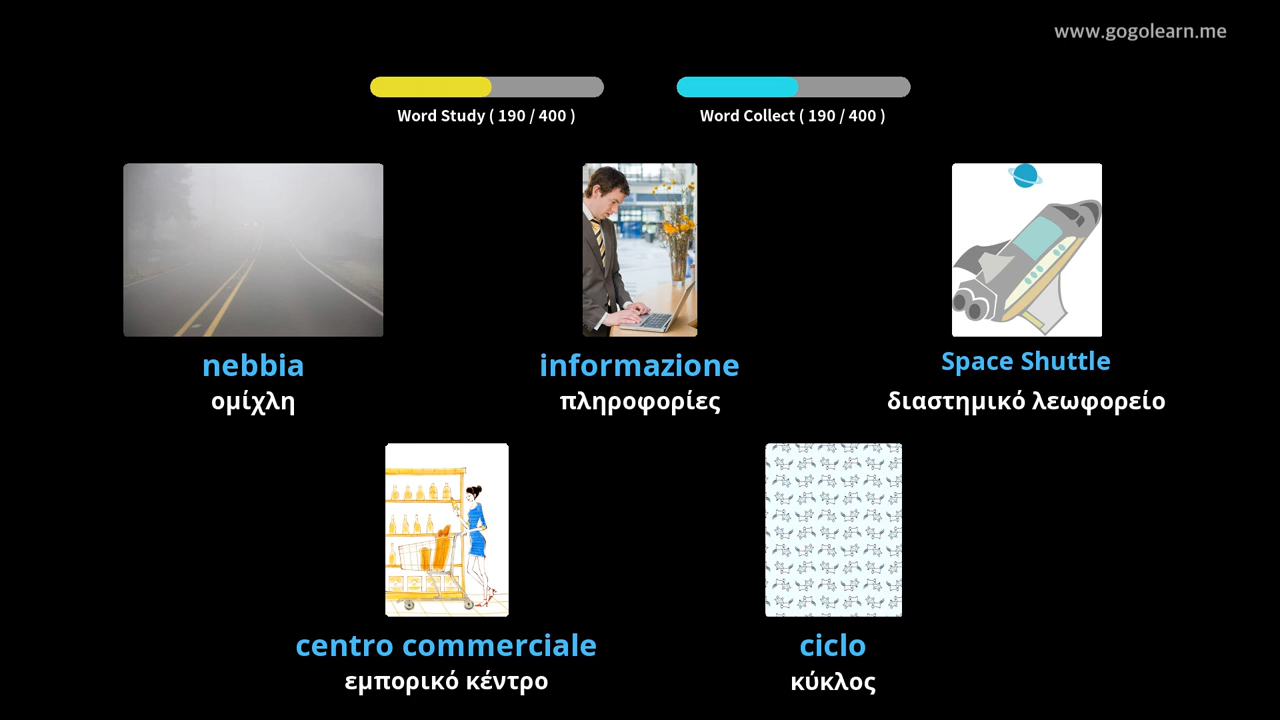 www.gogolearn.me
Word Study ( 190 / 400 )
Word Collect ( 190 / 400 )
nebbia
ομίχλη
informazione
πληροφορίες
Space Shuttle
διαστημικό λεωφορείο
centro commerciale
εμπορικό κέντρο
ciclo
κύκλος